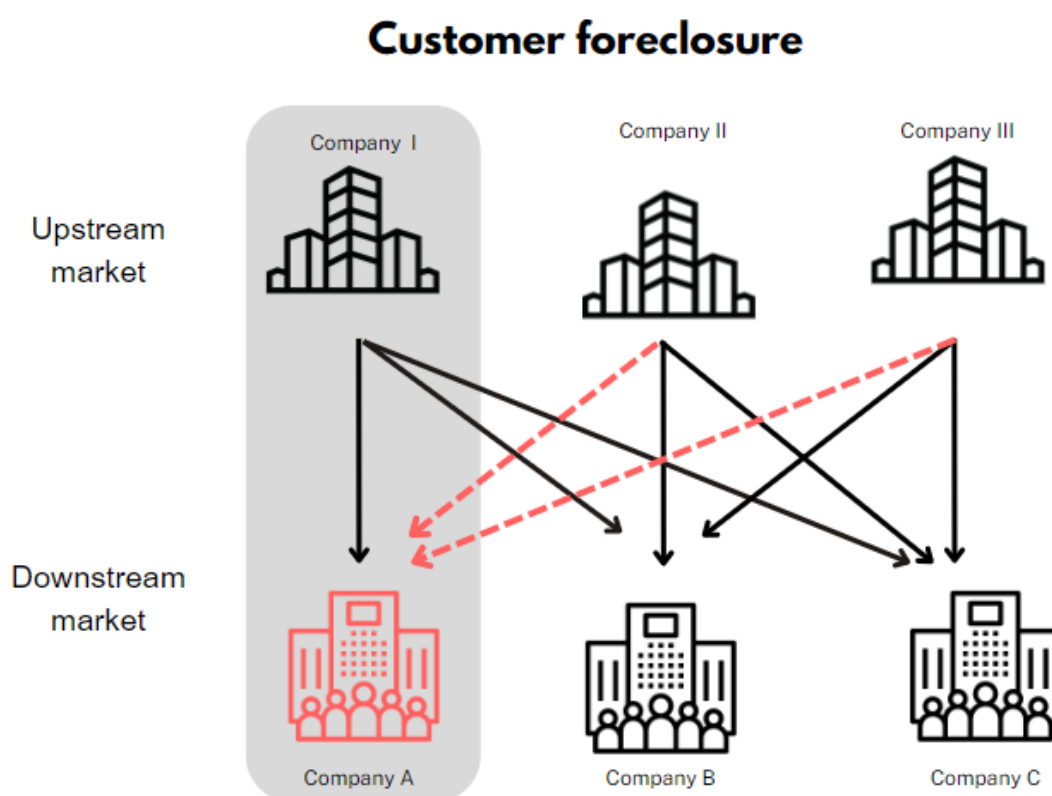 Customer foreclosure
Company I
Company II
Company III
Upstream
market
Downstream
market
Company A
Company B
Company C